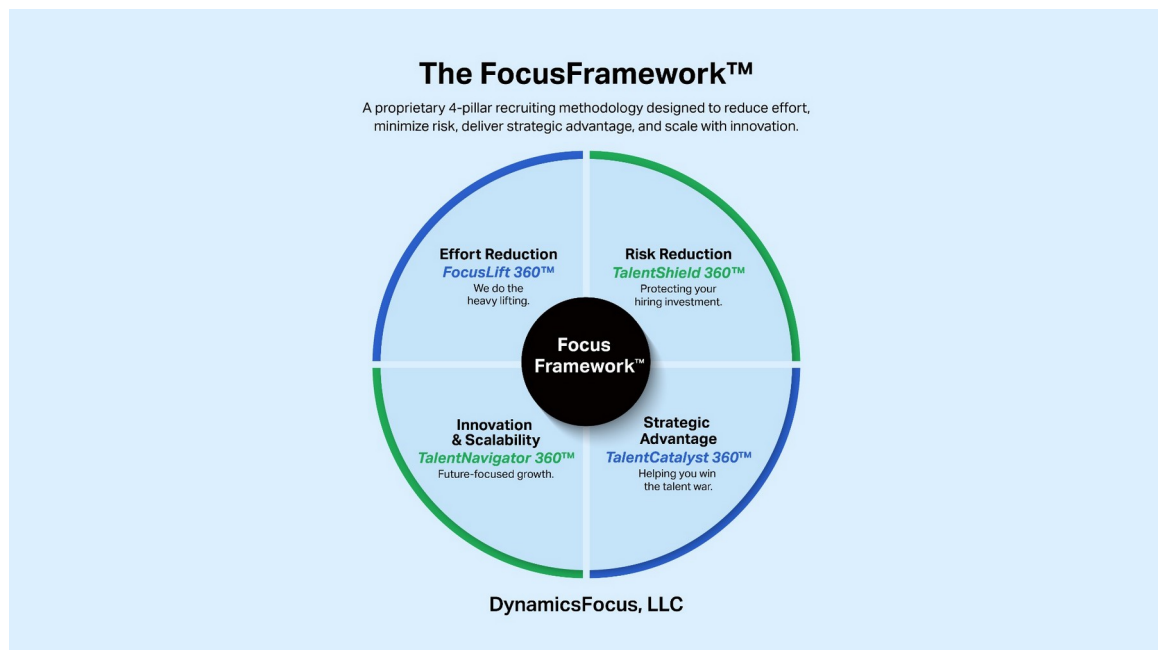 The FocusFramework™
A proprietary 4-pillar recruiting methodology designed to reduce effort,
minimize risk, deliver strategic advantage, and scale with innovation.
Effort Reduction
FocusLift 360™
We do the
heavy lifting.
Risk Reduction
TalentShield 360™
Protecting your
hiring investment.
Focus
Framework™
Innovation
& Scalability
TalentNavigator 360™
Future-focused growth.
Strategic
Advantage
TalentCatalyst 360™
Helping you win
the talent war.
DynamicsFocus, LLC